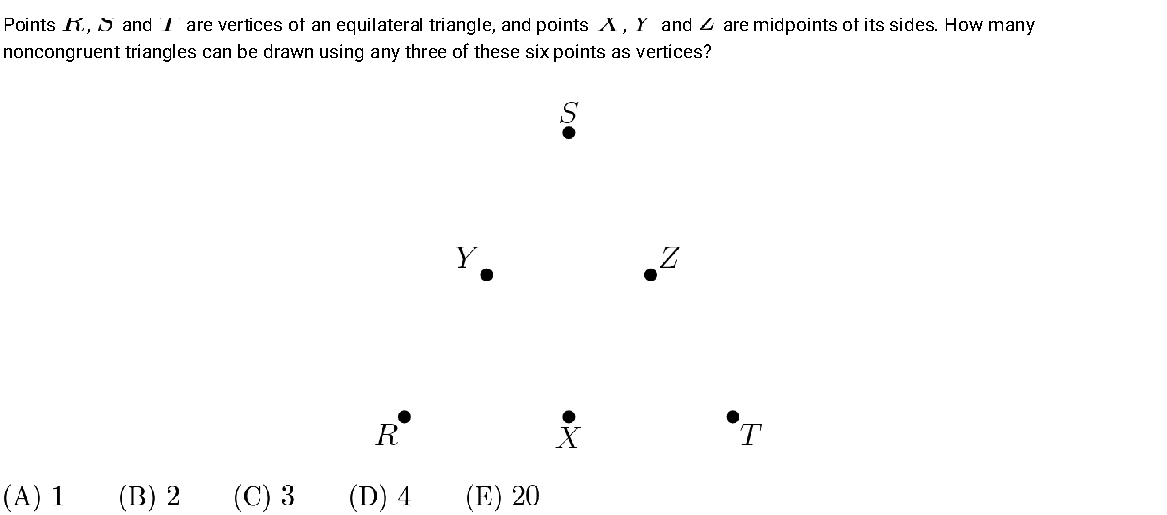 Points R, S and T are vertices of an equilateral triangle, and points X, Y and Z are midpoints of its sides. How many
noncongruent triangles can be drawn using any three of these six points as vertices?
S
Y Z
R X T
(A) 1 (B) 2 (C) 3 (D) 4 (E) 20